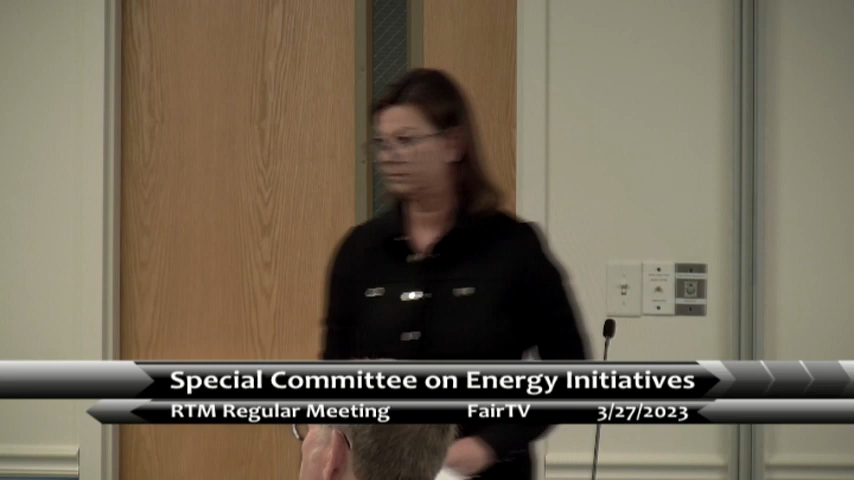 Special Committee on Energy Initiatives
RTM Regular Meeting FairTV 3/27/2023